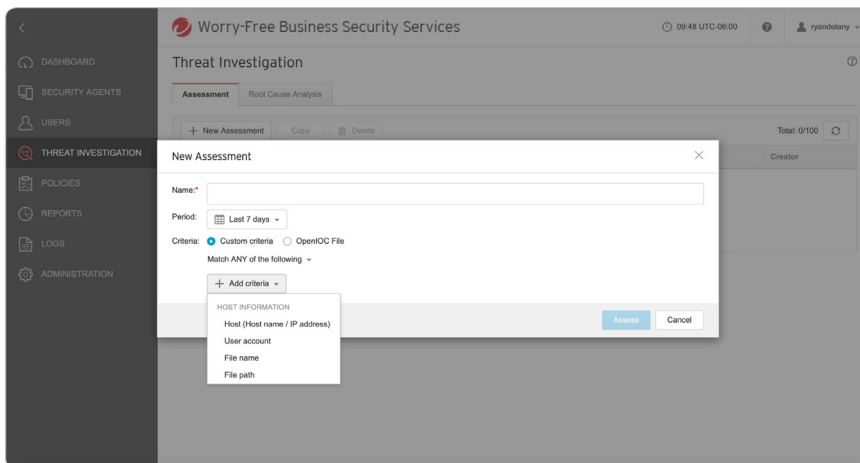 Worry-Free Business Security Services
09:48 UTC-06:00
ryandelany
DASHBOARD
SECURITY AGENTS
USERS
THREAT INVESTIGATION
POLICIES
REPORTS
LOGS
ADMINISTRATION
Threat Investigation
Assessment Root Cause Analysis
+ New Assessment Copy Delete
Total: 0/100
Creator
New Assessment
Name:*
Period: Last 7 days
Criteria: Custom criteria OpenIOC File
Match ANY of the following
+ Add criteria
HOST INFORMATION
Host (Host name / IP address)
User account
File name
File path
Assess Cancel